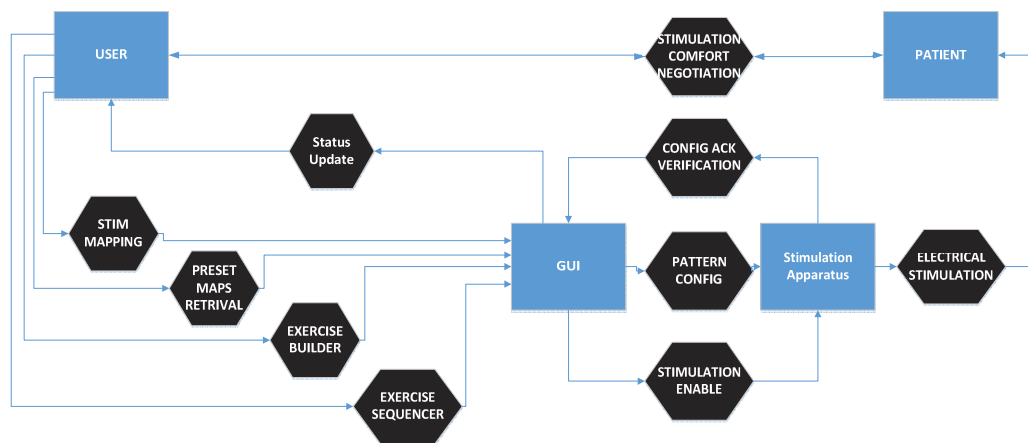 USER
STIMULATION
COMFORT
NEGOTIATION
PATIENT
Status
Update
CONFIG ACK
VERIFICATION
STIM
MAPPING
PRESET
MAPS
RETRIVAL
GUI
PATTERN
CONFIG
Stimulation
Apparatus
ELECTRICAL
STIMULATION
EXERCISE
BUILDER
STIMULATION
ENABLE
EXERCISE
SEQUENCER